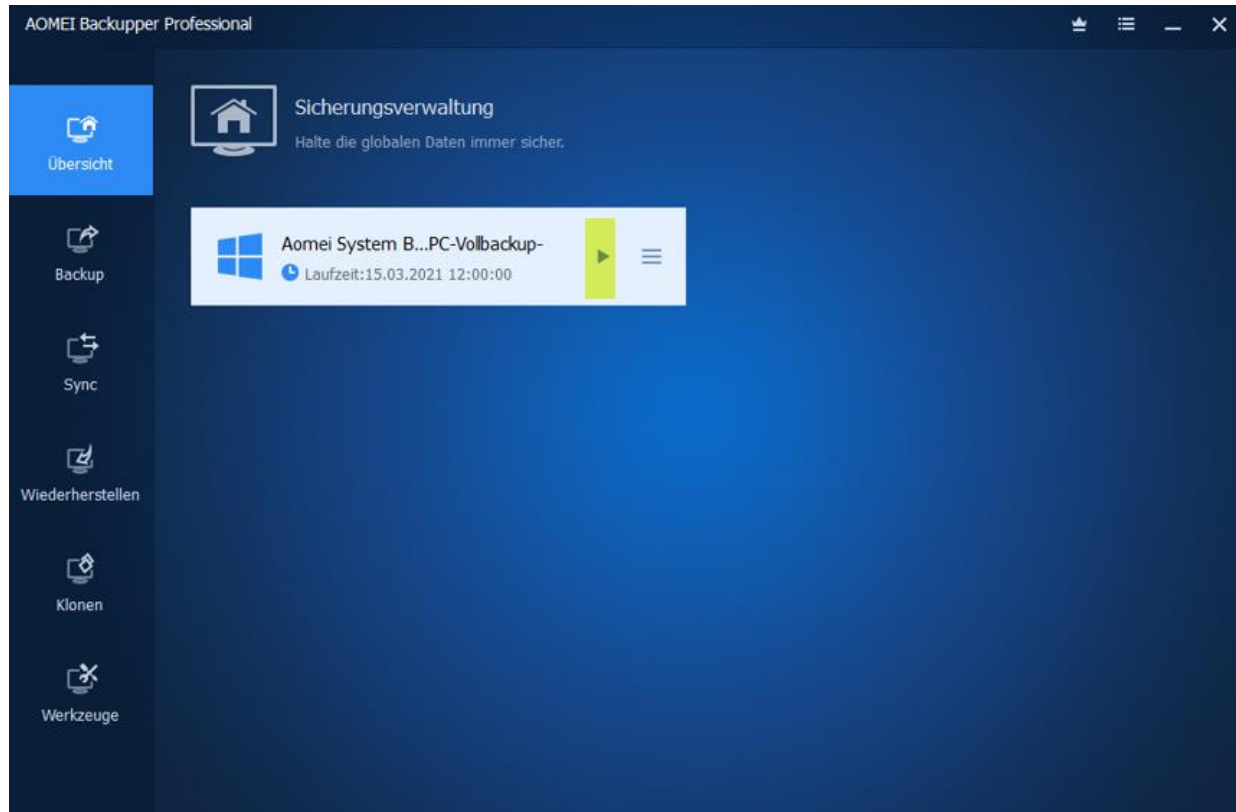 AOMEI Backupper Professional
Übersicht
Backup
Sync
Wiederherstellen
Klonen
Werkzeuge
Sicherungsverwaltung
Halte die globalen Daten immer sicher.
Aomei System B...PC-Vollbackup-
Laufzeit:15.03.2021 12:00:00